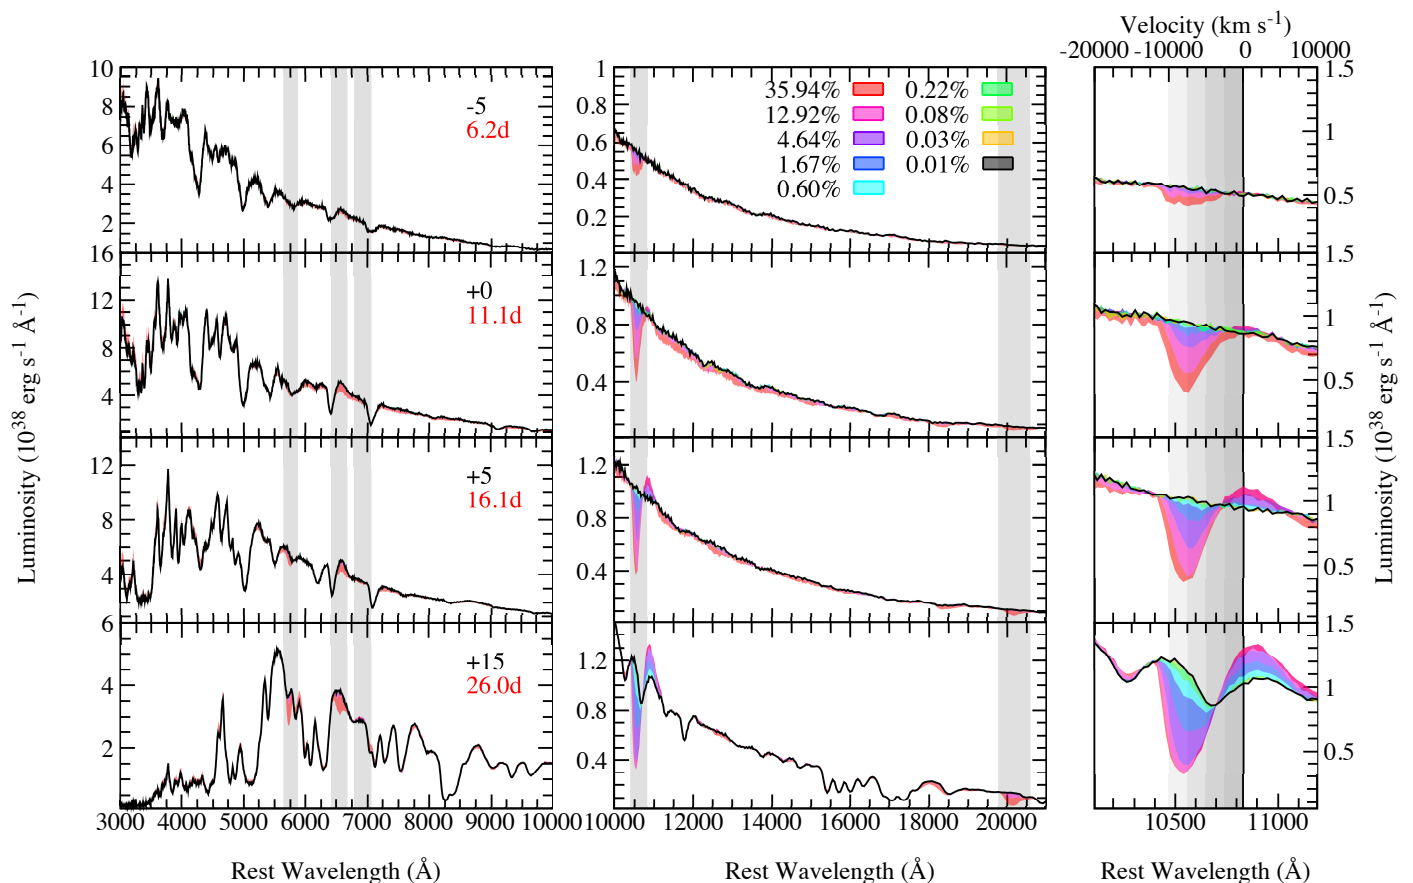 Velocity (km s-1)
-20000 -10000 0 10000
10 1 1.5
8 0.8 35.94% 0.22%
-5 12.92% 0.08% 1
6.2d 4.64% 0.03%
6 0.6 1.67% 0.01%
4 0.4 0.60% 0.5
2 0.2
16 1.2 1.5
+0
11.1d
12 1
8 0.8
4 0.4 0.5
1.5
12 +5 1.2
16.1d 1
8 0.8
4 0.4 0.5
6 1.5
+15 1.2
26.0d
4 0.8 1
2 0.4 0.5
3000 4000 5000 6000 7000 8000 9000 10000 10000 12000 14000 16000 18000 20000 10500 11000
Rest Wavelength (Å) Rest Wavelength (Å) Rest Wavelength (Å)
Luminosity (1038 erg s-1 Å-1)
Luminosity (1038 erg s-1 Å-1)